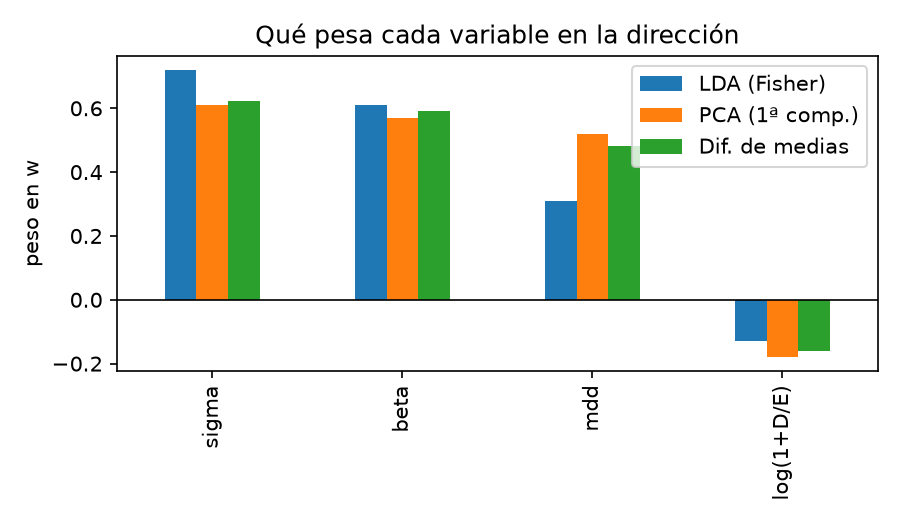 Qué pesa cada variable en la dirección
LDA (Fisher)
PCA (1ª comp.)
Dif. de medias
peso en w
0.6
0.4
0.2
0.0
−0.2
sigma
beta
mdd
log(1+D/E)